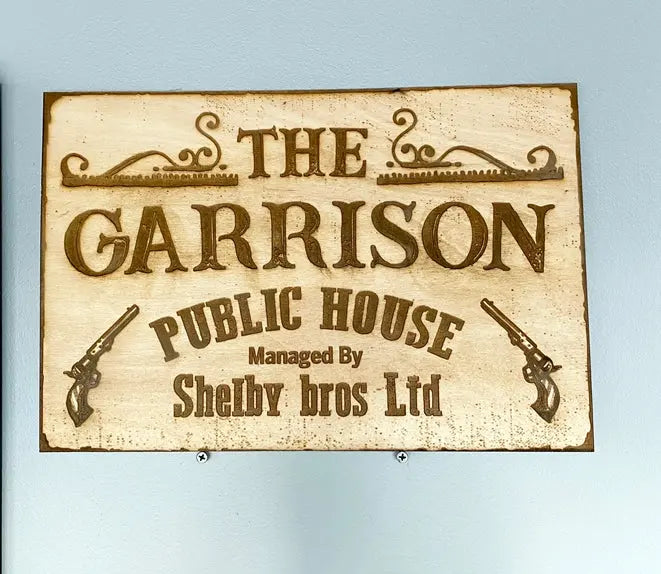 THE
GARRISON
PUBLIC HOUSE
Managed By
Shelby bros Ltd